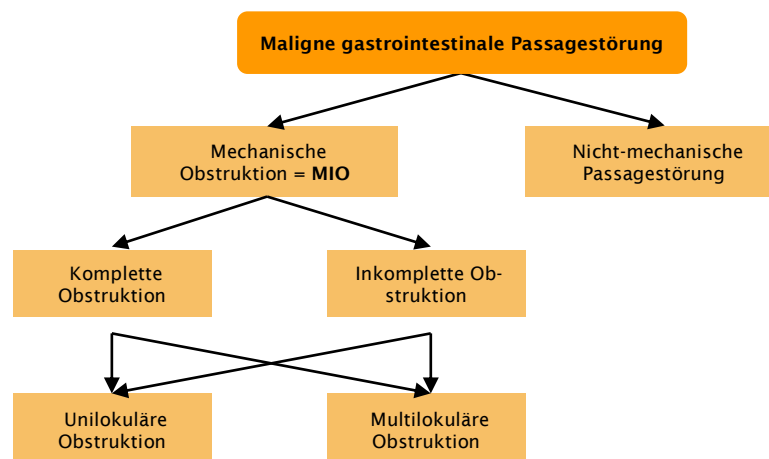 Maligne gastrointestinale Passagestörung
Mechanische
Obstruktion = MIO
Nicht-mechanische
Passagestörung
Komplette
Obstruktion
Inkomplette Ob-
struktion
Unilokuläre
Obstruktion
Multilokuläre
Obstruktion